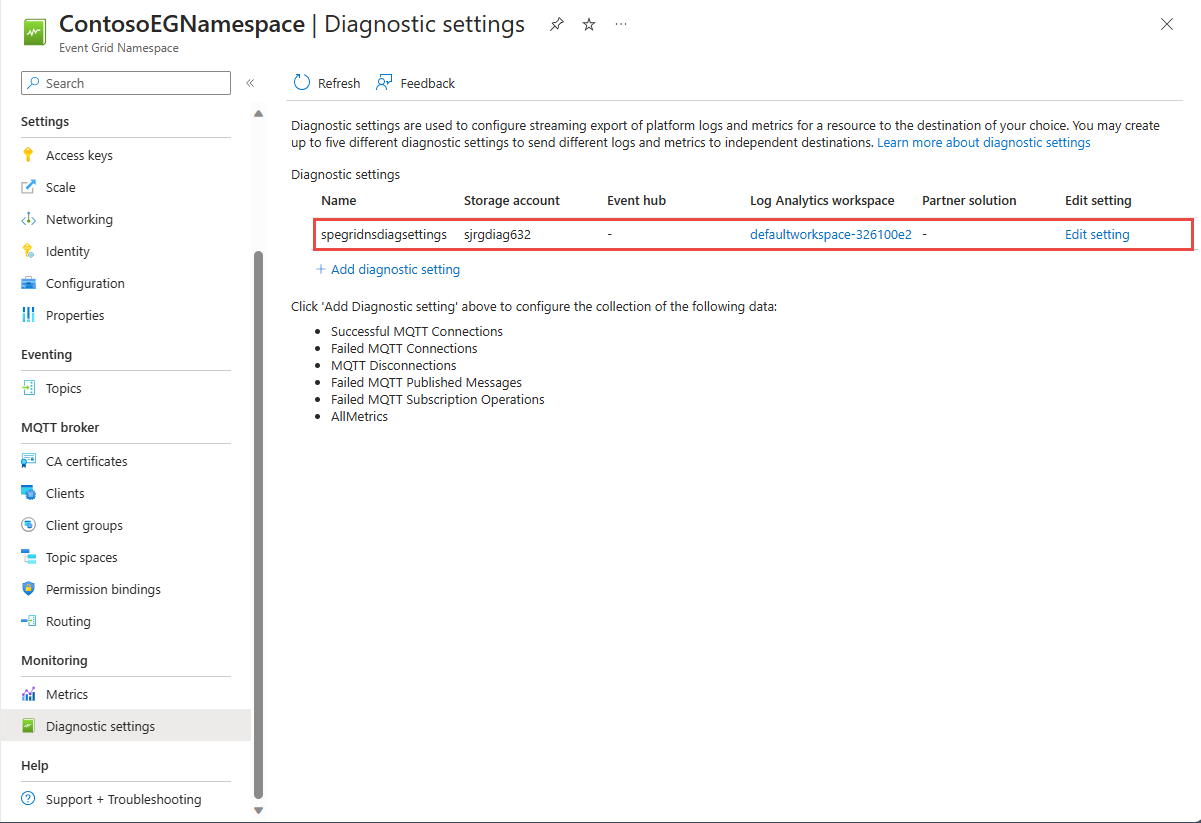 ContosoEGNamespace | Diagnostic settings
Event Grid Namespace
Search
Refresh
Feedback
Settings
Access keys
Scale
Networking
Identity
Configuration
Properties
Eventing
Topics
MQTT broker
CA certificates
Clients
Client groups
Topic spaces
Permission bindings
Routing
Monitoring
Metrics
Diagnostic settings
Help
Support + Troubleshooting
Diagnostic settings are used to configure streaming export of platform logs and metrics for a resource to the destination of your choice. You may create
up to five different diagnostic settings to send different logs and metrics to independent destinations. Learn more about diagnostic settings
Diagnostic settings
Name Storage account Event hub Log Analytics workspace Partner solution Edit setting
spegridnsdiagsettings sjrgdiag632 - defaultworkspace-326100e2 - Edit setting
+ Add diagnostic setting
Click 'Add Diagnostic setting' above to configure the collection of the following data:
• Successful MQTT Connections
• Failed MQTT Connections
• MQTT Disconnections
• Failed MQTT Published Messages
• Failed MQTT Subscription Operations
• AllMetrics